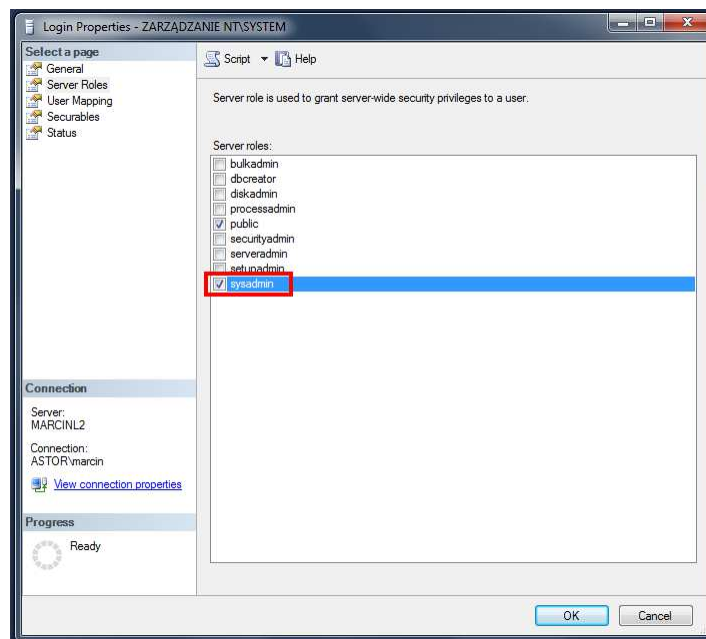 Login Properties - ZARZĄDZANIE NT\SYSTEM
Select a page
General
Server Roles
User Mapping
Securables
Status
Script
Help
Server role is used to grant server-wide security privileges to a user.
Server roles:
bulkadmin
dbcreator
diskadmin
processadmin
public
securityadmin
serveradmin
setupadmin
sysadmin
Connection
Server:
MARCINL2
Connection:
ASTOR\marcin
View connection properties
Progress
Ready
OK
Cancel